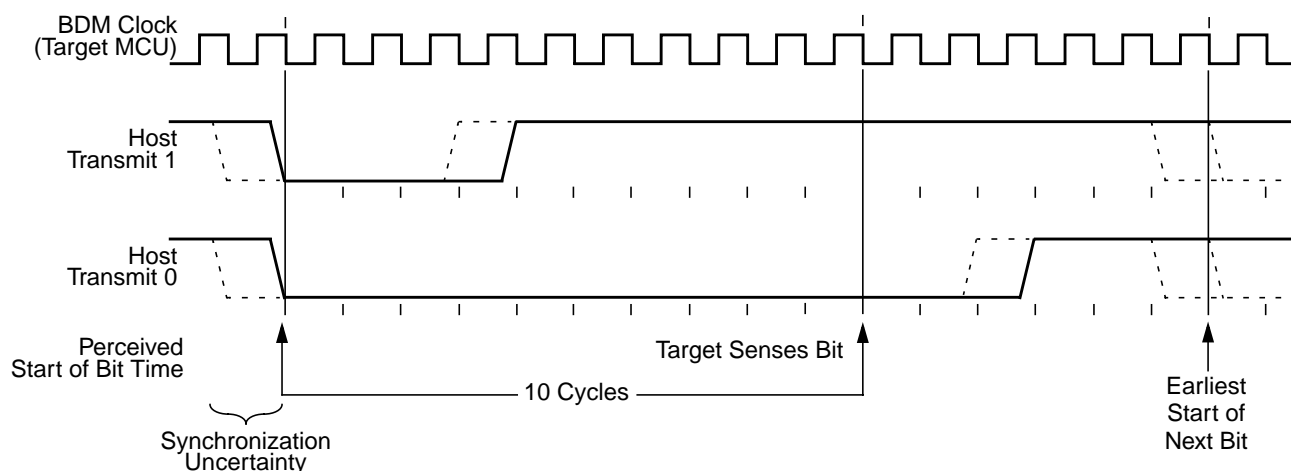 BDM Clock
(Target MCU)
Host
Transmit 1
Host
Transmit 0
Perceived
Start of Bit Time
Target Senses Bit
10 Cycles
Earliest
Start of
Next Bit
Synchronization
Uncertainty